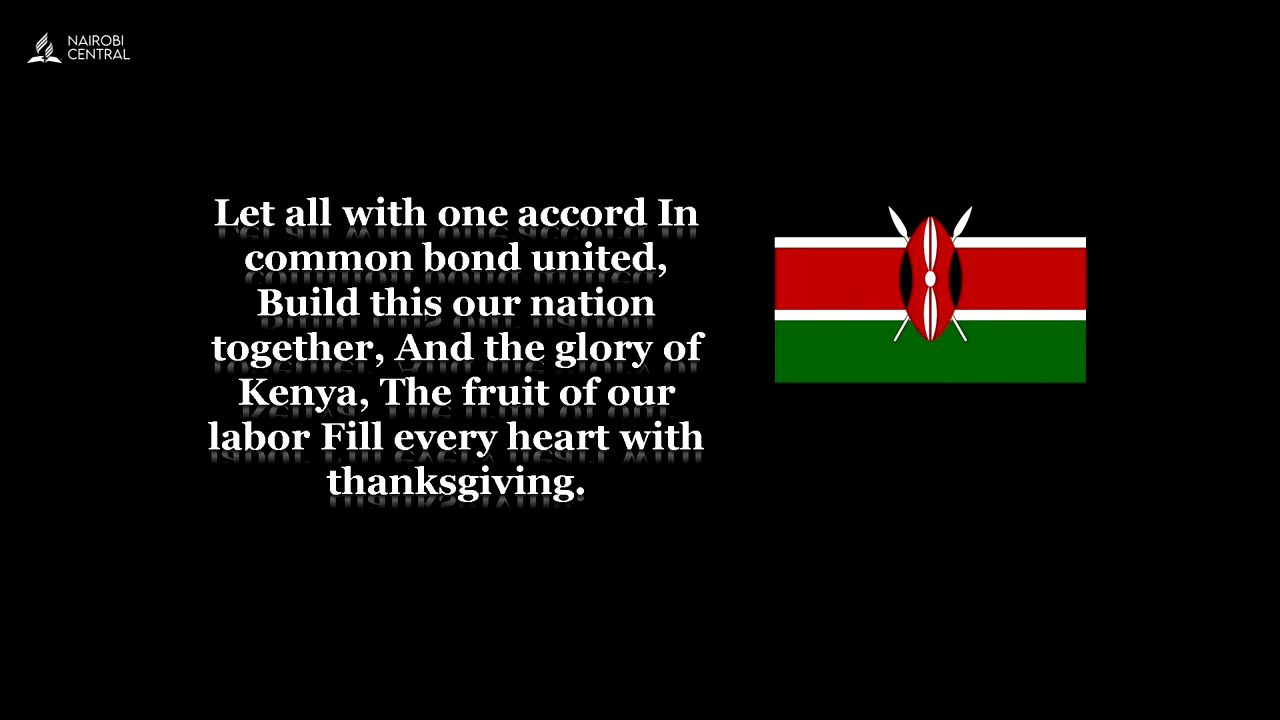 NAIROBI
CENTRAL
Let all with one accord In
common bond united,
Build this our nation
together, And the glory of
Kenya, The fruit of our
labor Fill every heart with
thanksgiving.